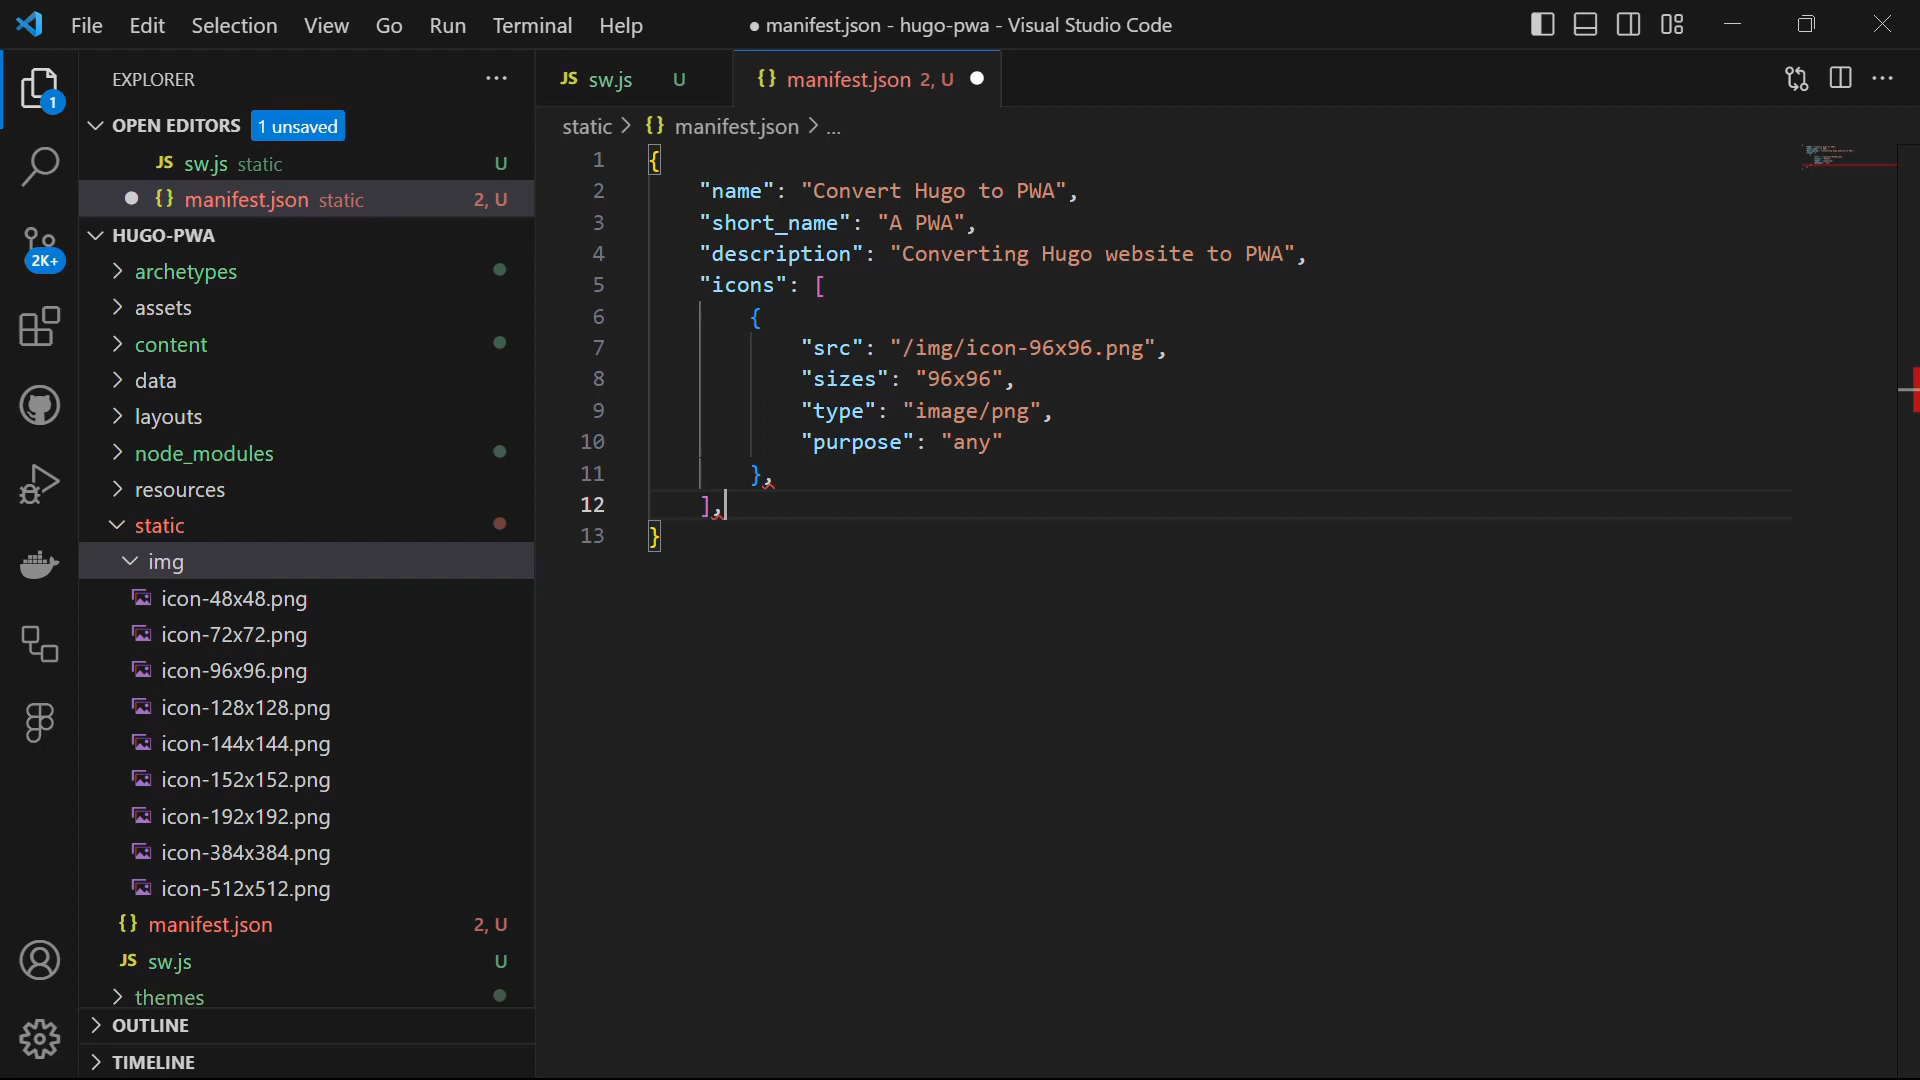 File Edit Selection View Go Run Terminal Help
● manifest.json - hugo-pwa - Visual Studio Code
EXPLORER
OPEN EDITORS 1 unsaved
JS sw.js static U
{} manifest.json static 2, U
HUGO-PWA
archetypes
assets
content
data
layouts
node_modules
resources
static
img
icon-48x48.png
icon-72x72.png
icon-96x96.png
icon-128x128.png
icon-144x144.png
icon-152x152.png
icon-192x192.png
icon-384x384.png
icon-512x512.png
{} manifest.json 2, U
JS sw.js U
themes
OUTLINE
TIMELINE
1
2K+
JS sw.js U
{} manifest.json 2, U
static > {} manifest.json > ...
1 {
2 "name": "Convert Hugo to PWA",
3 "short_name": "A PWA",
4 "description": "Converting Hugo website to PWA",
5 "icons": [
6 {
7 "src": "/img/icon-96x96.png",
8 "sizes": "96x96",
9 "type": "image/png",
10 "purpose": "any"
11 },
12 ],
13 }